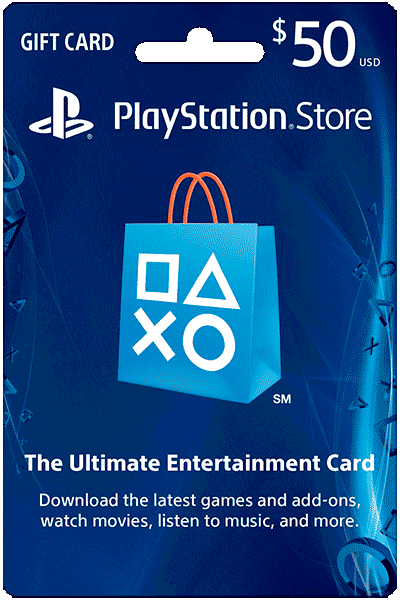 GIFT CARD
$50 USD
PlayStation®Store
SM
The Ultimate Entertainment Card
Download the latest games and add-ons,
watch movies, listen to music, and more.